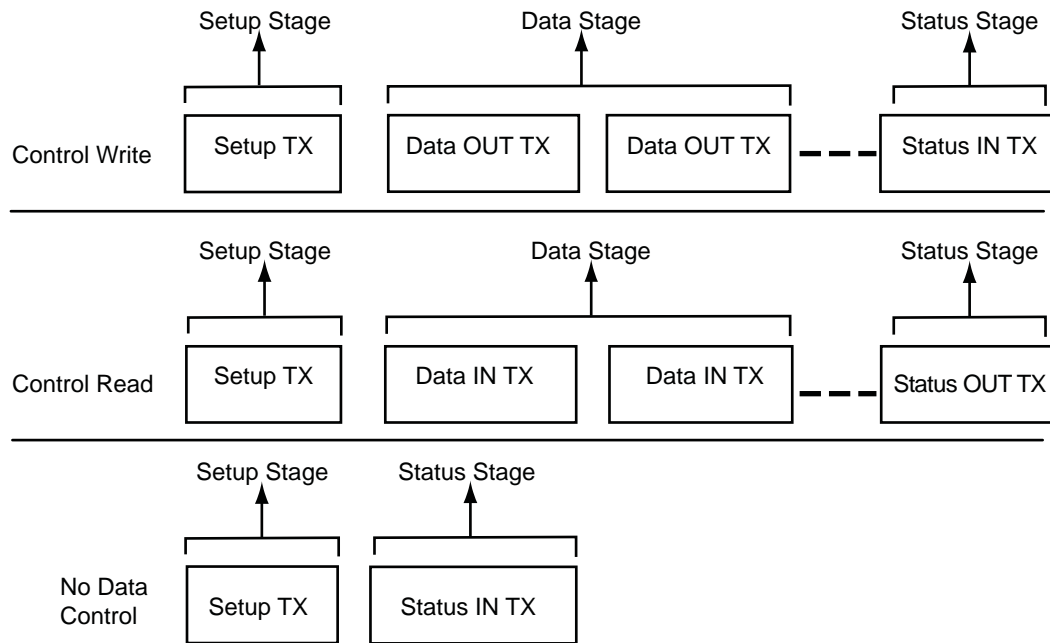 Setup Stage Data Stage Status Stage
Control Write Setup TX Data OUT TX Data OUT TX Status IN TX
Setup Stage Data Stage Status Stage
Control Read Setup TX Data IN TX Data IN TX Status OUT TX
Setup Stage Status Stage
No Data
Control Setup TX Status IN TX